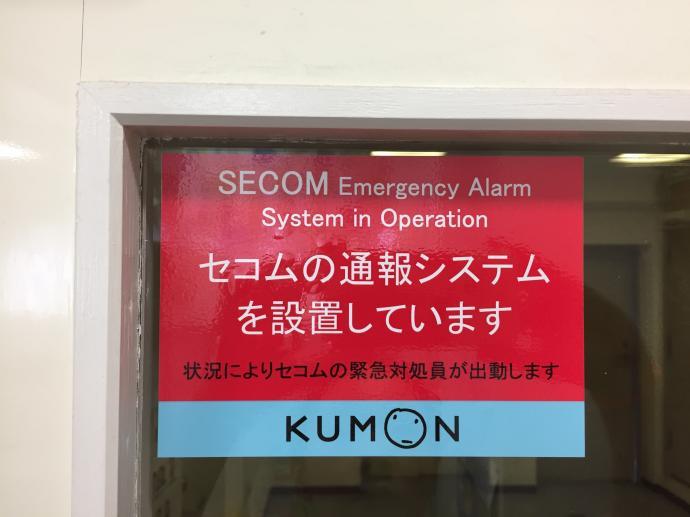 SECOM Emergency Alarm
System in Operation
セコムの通報システム
を設置しています
状況によりセコムの緊急対処員が出動します
KUMON